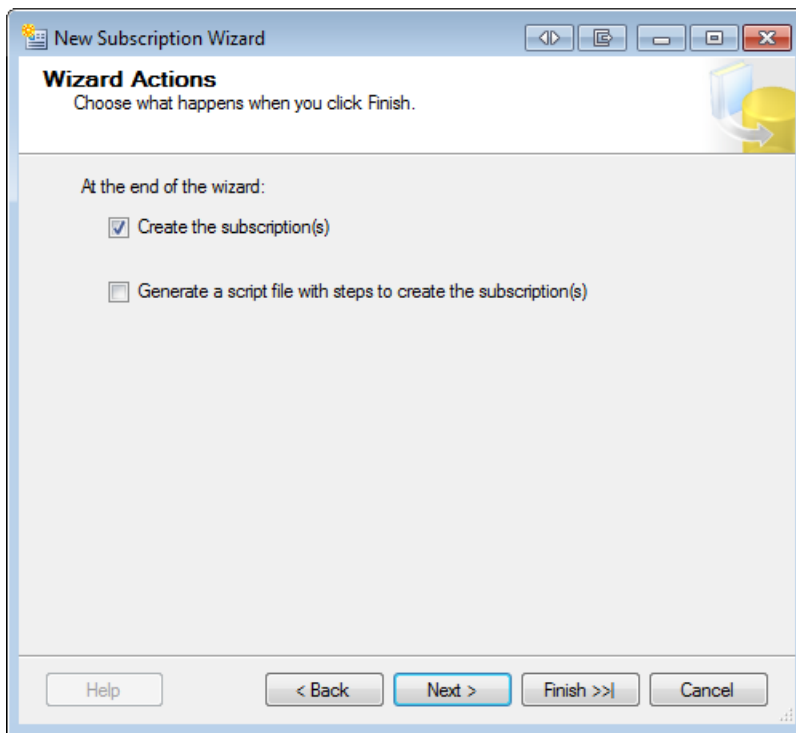 New Subscription Wizard
Wizard Actions
Choose what happens when you click Finish.
At the end of the wizard:
Create the subscription(s)
Generate a script file with steps to create the subscription(s)
Help
< Back
Next >
Finish >>|
Cancel